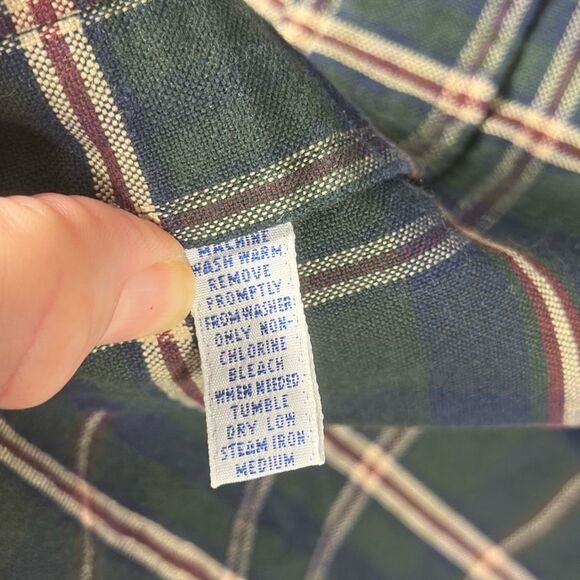 MACHINE
WASH WARM
REMOVE
PROMPTLY
FROM WASHER
ONLY NON-
CHLORINE
BLEACH
WHEN NEEDED
TUMBLE
DRY LOW
STEAM IRON
MEDIUM